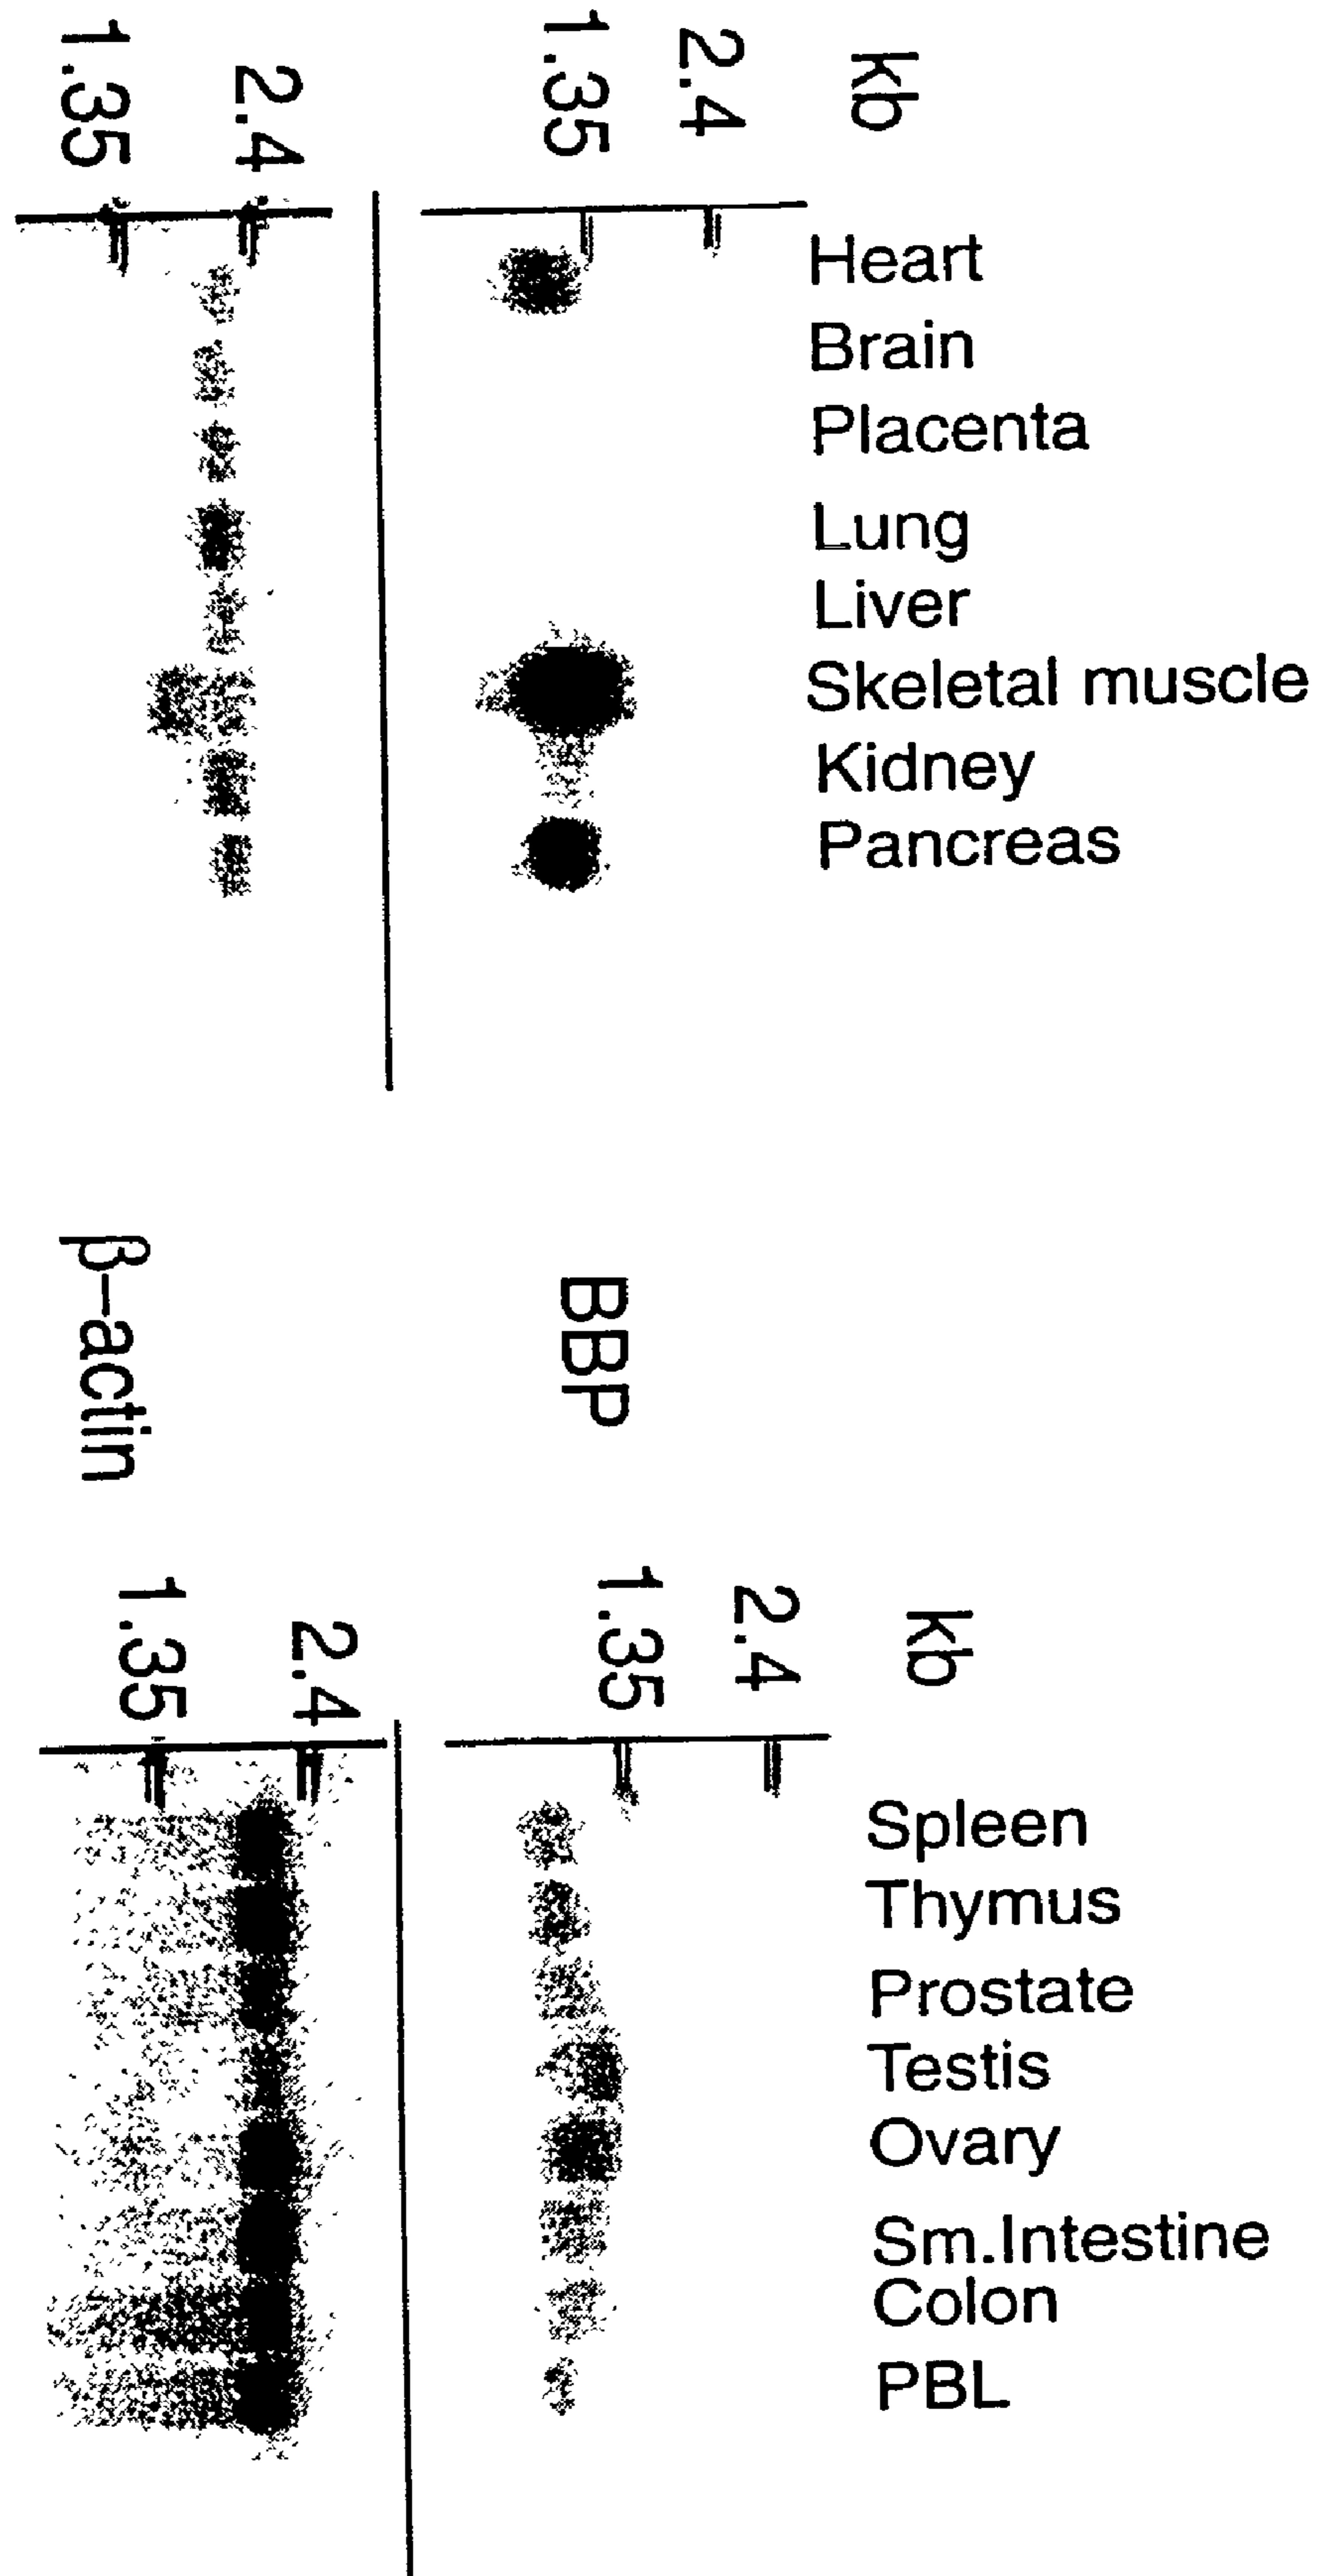 kb
2.4
1.35
2.4
1.35
Heart
Brain
Placenta
Lung
Liver
Skeletal muscle
Kidney
Pancreas
BBP
β-actin
kb
2.4
1.35
2.4
1.35
Spleen
Thymus
Prostate
Testis
Ovary
Sm.Intestine
Colon
PBL